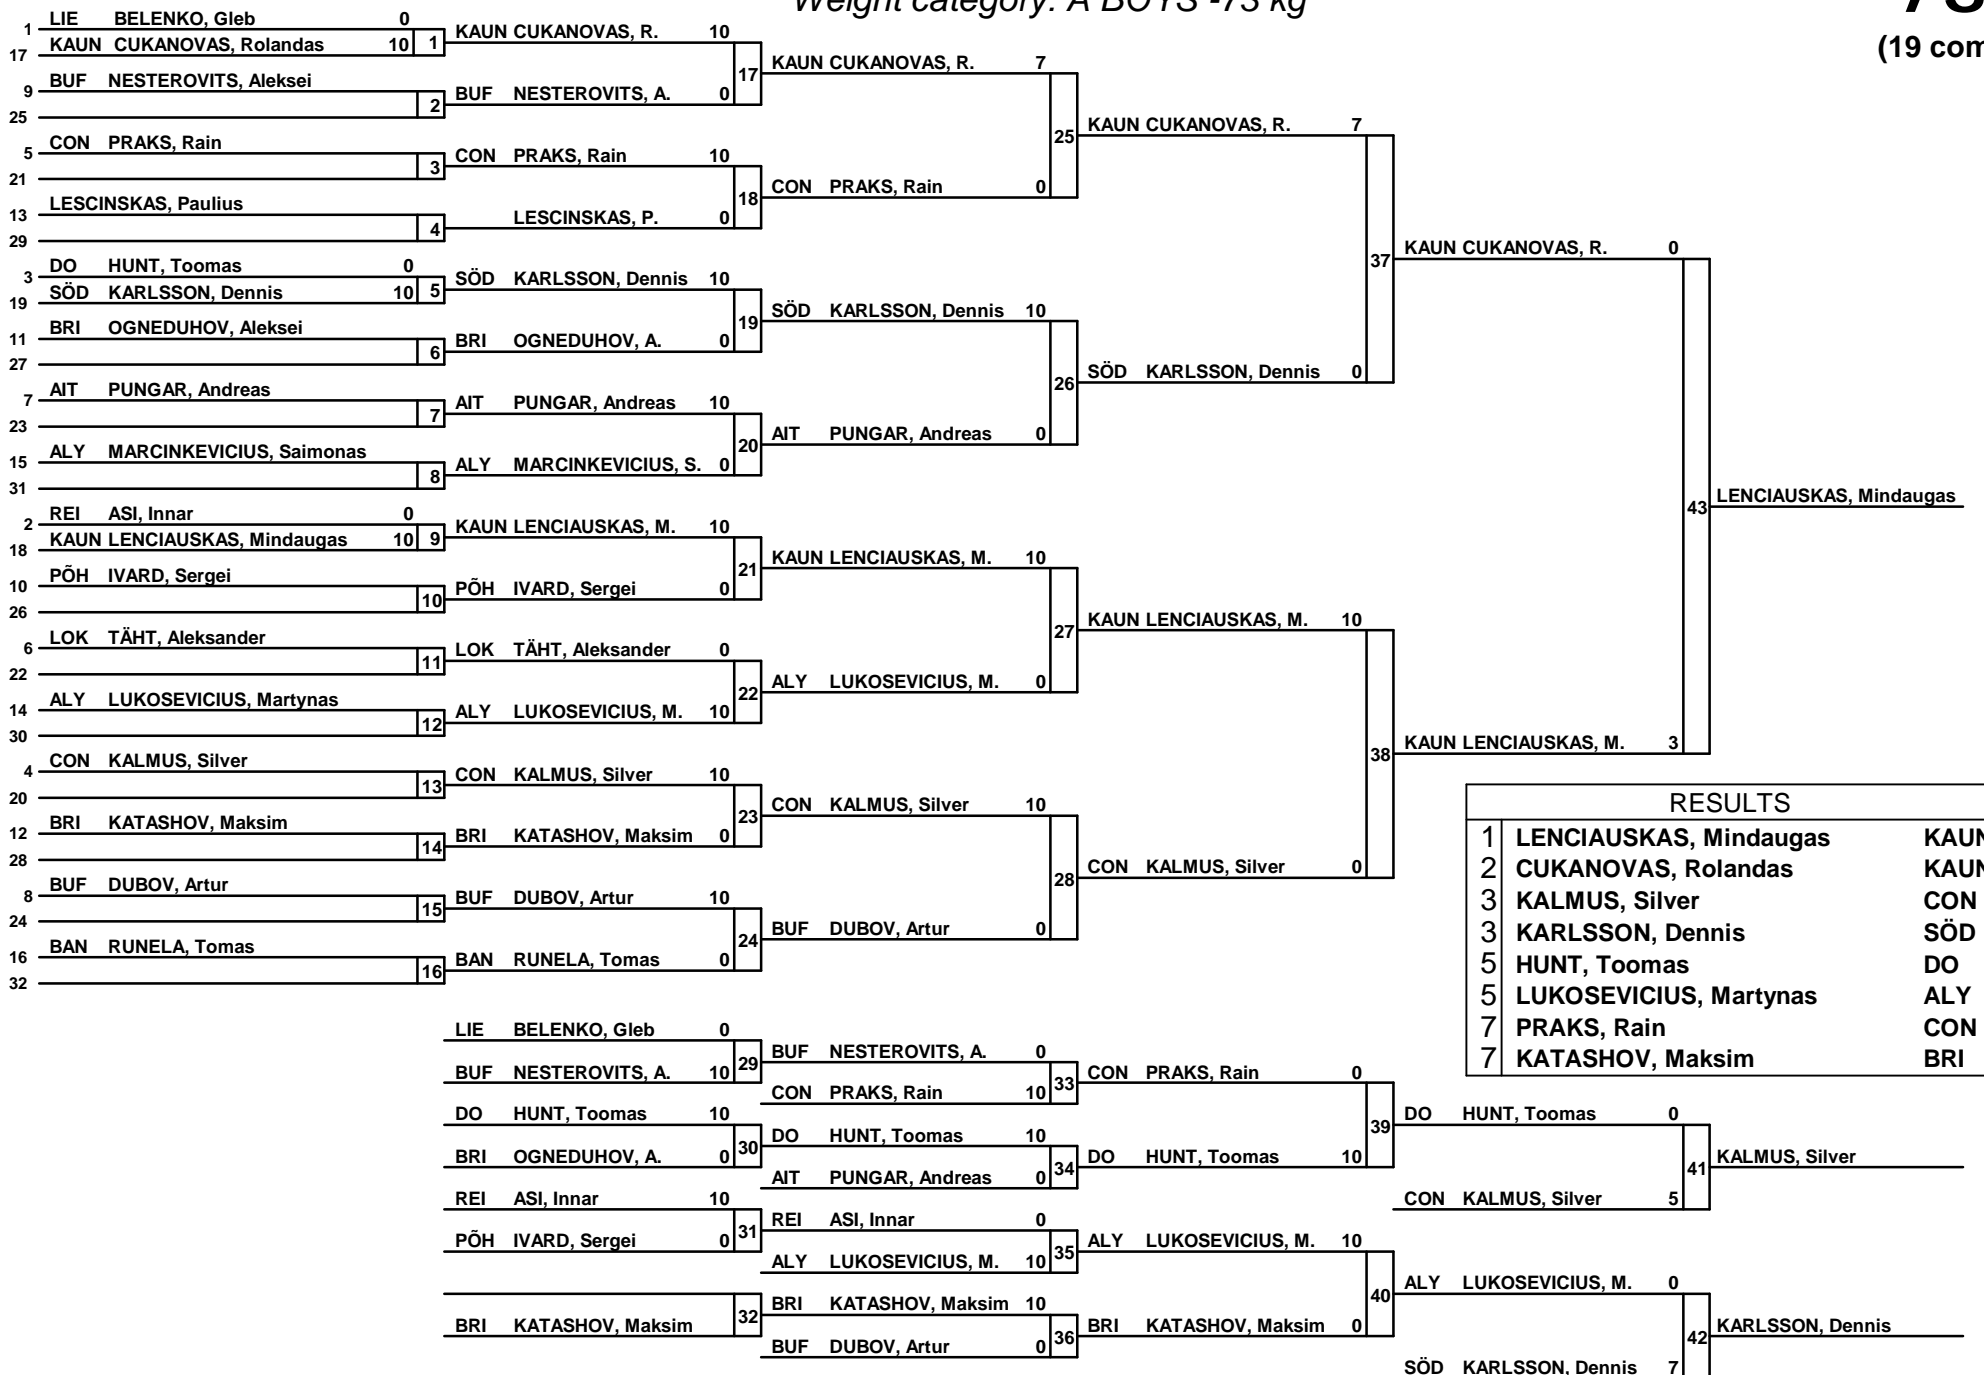 Weight category: A BOYS -73 kg
(19 com
1 LIE BELENKO, Gleb 0
17 KAUN CUKANOVAS, Rolandas 10 1
9 BUF NESTEROVITS, Aleksei
25 2
5 CON PRAKS, Rain
21 3
13 LESCINSKAS, Paulius
29 4
3 DO HUNT, Toomas 0
19 SÖD KARLSSON, Dennis 10 5
11 BRI OGNEDUHOV, Aleksei
27 6
7 AIT PUNGAR, Andreas
23 7
15 ALY MARCINKEVICIUS, Saimonas
31 8
2 REI ASI, Innar 0
18 KAUN LENCIAUSKAS, Mindaugas 10 9
10 PÕH IVARD, Sergei
26 10
6 LOK TÄHT, Aleksander
22 11
14 ALY LUKOSEVICIUS, Martynas
30 12
4 CON KALMUS, Silver
20 13
12 BRI KATASHOV, Maksim
28 14
8 BUF DUBOV, Artur
24 15
16 BAN RUNELA, Tomas
32 16
KAUN CUKANOVAS, R. 10
BUF NESTEROVITS, A. 0 17
CON PRAKS, Rain 10
LESCINSKAS, P. 0 18
SÖD KARLSSON, Dennis 10
BRI OGNEDUHOV, A. 0 19
AIT PUNGAR, Andreas 10
ALY MARCINKEVICIUS, S. 0 20
KAUN LENCIAUSKAS, M. 10
PÕH IVARD, Sergei 0 21
LOK TÄHT, Aleksander 0
ALY LUKOSEVICIUS, M. 10 22
CON KALMUS, Silver 10
BRI KATASHOV, Maksim 0 23
BUF DUBOV, Artur 10
BAN RUNELA, Tomas 0 24
KAUN CUKANOVAS, R. 7
CON PRAKS, Rain 0 25
SÖD KARLSSON, Dennis 10
AIT PUNGAR, Andreas 0 26
KAUN LENCIAUSKAS, M. 10
ALY LUKOSEVICIUS, M. 0 27
CON KALMUS, Silver 10
BUF DUBOV, Artur 0 28
KAUN CUKANOVAS, R. 7
SÖD KARLSSON, Dennis 0 37
KAUN LENCIAUSKAS, M. 10
CON KALMUS, Silver 0 38
KAUN CUKANOVAS, R. 0
KAUN LENCIAUSKAS, M. 3 43
LENCIAUSKAS, Mindaugas
RESULTS
1 LENCIAUSKAS, Mindaugas KAUN
2 CUKANOVAS, Rolandas KAUN
3 KALMUS, Silver CON
3 KARLSSON, Dennis SÖD
5 HUNT, Toomas DO
5 LUKOSEVICIUS, Martynas ALY
7 PRAKS, Rain CON
7 KATASHOV, Maksim BRI
LIE BELENKO, Gleb 0
BUF NESTEROVITS, A. 10 29
DO HUNT, Toomas 10
BRI OGNEDUHOV, A. 0 30
REI ASI, Innar 10
PÕH IVARD, Sergei 0 31
BRI KATASHOV, Maksim 32
BUF NESTEROVITS, A. 0
CON PRAKS, Rain 10 33
DO HUNT, Toomas 10
AIT PUNGAR, Andreas 0 34
REI ASI, Innar 0
ALY LUKOSEVICIUS, M. 10 35
BRI KATASHOV, Maksim 10
BUF DUBOV, Artur 0 36
CON PRAKS, Rain 0
DO HUNT, Toomas 10 39
ALY LUKOSEVICIUS, M. 10
BRI KATASHOV, Maksim 0 40
DO HUNT, Toomas 0
CON KALMUS, Silver 5 41
KALMUS, Silver
ALY LUKOSEVICIUS, M. 0
SÖD KARLSSON, Dennis 7 42
KARLSSON, Dennis